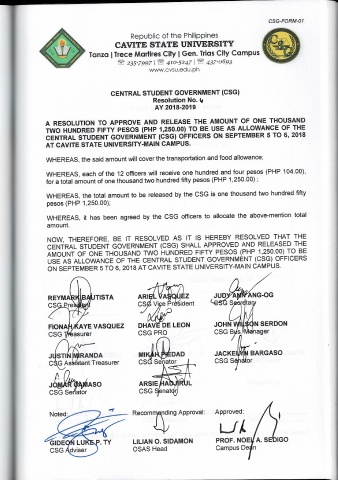 CSG-FORM-01
Republic of the Philippines
CAVITE STATE UNIVERSITY
Tanza | Trece Martires City | Gen. Trias City Campus
☏ 235-7997 | ☏ 410-5247 | ☏ 437-0693
www.cvsu.edu.ph
CENTRAL STUDENT GOVERNMENT (CSG)
Resolution No. 4
AY 2018-2019
A RESOLUTION TO APPROVE AND RELEASE THE AMOUNT OF ONE THOUSAND
TWO HUNDRED FIFTY PESOS (PHP 1,250.00) TO BE USE AS ALLOWANCE OF THE
CENTRAL STUDENT GOVERNMENT (CSG) OFFICERS ON SEPTEMBER 5 TO 6, 2018
AT CAVITE STATE UNIVERSITY-MAIN CAMPUS.
WHEREAS, the said amount will cover the transportation and food allowance;
WHEREAS, each of the 12 officers will receive one hundred and four pesos (PHP 104.00),
for a total amount of one hundred two hundred fifty pesos (PHP 1,250.00) ;
WHEREAS, the total amount to be released by the CSG is one thousand two hundred fifty
pesos (PHP 1,250.00);
WHEREAS, it has been agreed by the CSG officers to allocate the above-mention total
amount.
NOW, THEREFORE, BE IT RESOLVED AS IT IS HEREBY RESOLVED THAT THE
CENTRAL STUDENT GOVERNMENT (CSG) SHALL APPROVED AND RELEASED THE
AMOUNT OF ONE THOUSAND TWO HUNDRED FIFTY PESOS (PHP 1,250.00) TO BE
USE AS ALLOWANCE OF THE CENTRAL STUDENT GOVERNMENT (CSG) OFFICERS
ON SEPTEMBER 5 TO 6, 2018 AT CAVITE STATE UNIVERSITY-MAIN CAMPUS.
REYMARK BAUTISTA ARIEL VASQUEZ JUDY ANN ANG-OG
CSG President CSG Vice President CSG Secretary
FIONAH KAYE VASQUEZ DHAVE DE LEON JOHN WILSON SERDON
CSG Treasurer CSG PRO CSG Bus Manager
JUSTIN MIRANDA MIKAH PIEDAD JACKELYN BARGASO
CSG Assistant Treasurer CSG Senator CSG Senator
JOMAR DAMASO ARSIE HADJIRUL
CSG Senator CSG Senator
Noted: Recommending Approval: Approved:
GIDEON LUKE P. TY LILIAN O. SIDAMON PROF. NOEL A. SEDIGO
CSG Adviser OSAS Head Campus Dean